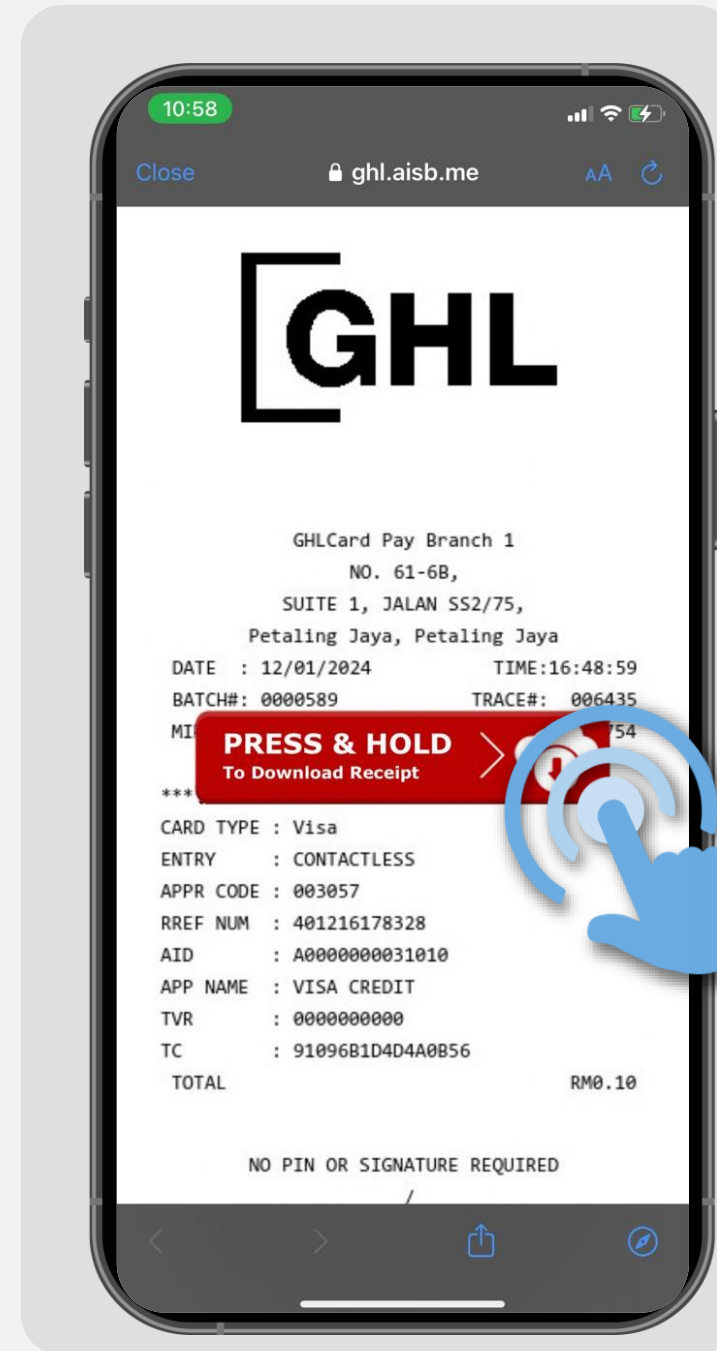 10:58
Close ghl.aisb.me AA
GHL
GHLCard Pay Branch 1
NO. 61-6B,
SUITE 1, JALAN SS2/75,
Petaling Jaya, Petaling Jaya
DATE : 12/01/2024 TIME:16:48:59
BATCH#: 0000589 TRACE#: 006435
PRESS & HOLD
To Download Receipt
***
CARD TYPE : Visa
ENTRY : CONTACTLESS
APPR CODE : 003057
RREF NUM : 401216178328
AID : A0000000031010
APP NAME : VISA CREDIT
TVR : 0000000000
TC : 91096B1D4D4A0B56
TOTAL RM0.10
NO PIN OR SIGNATURE REQUIRED
/